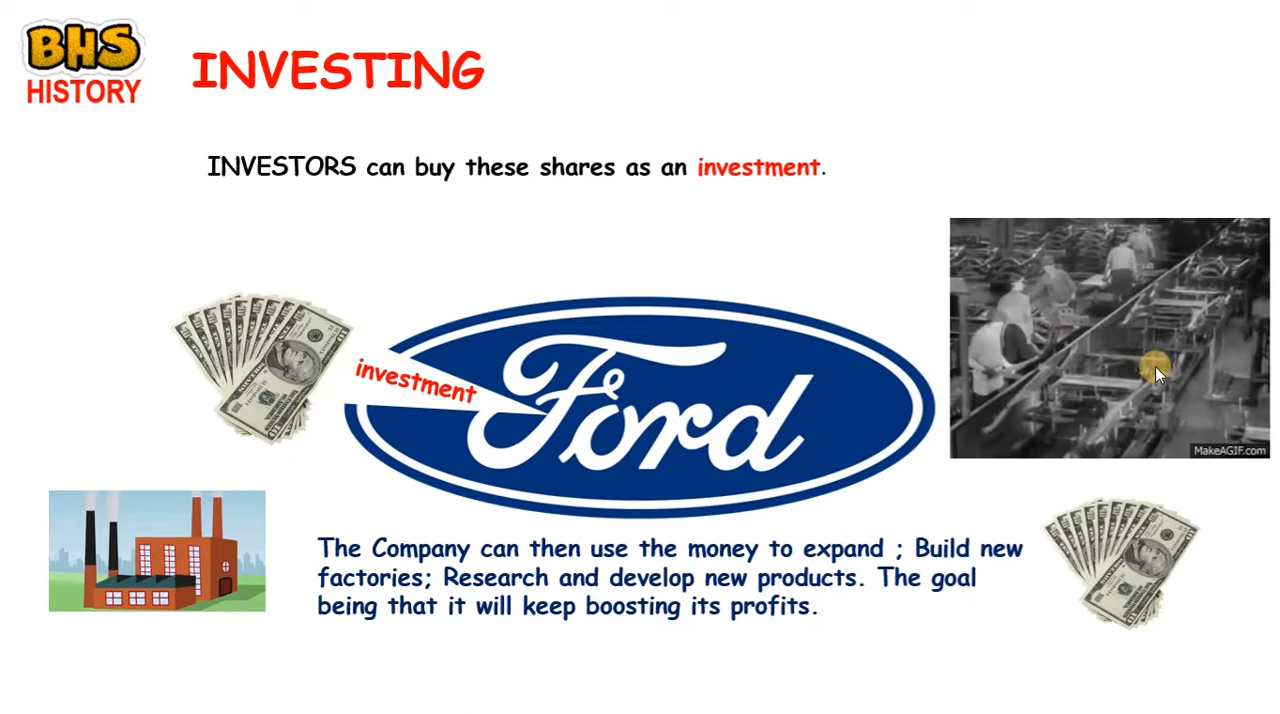 BHS
HISTORY
INVESTING
INVESTORS can buy these shares as an investment.
investment
Ford
MakeAGIF.com
The Company can then use the money to expand ; Build new
factories; Research and develop new products. The goal
being that it will keep boosting its profits.